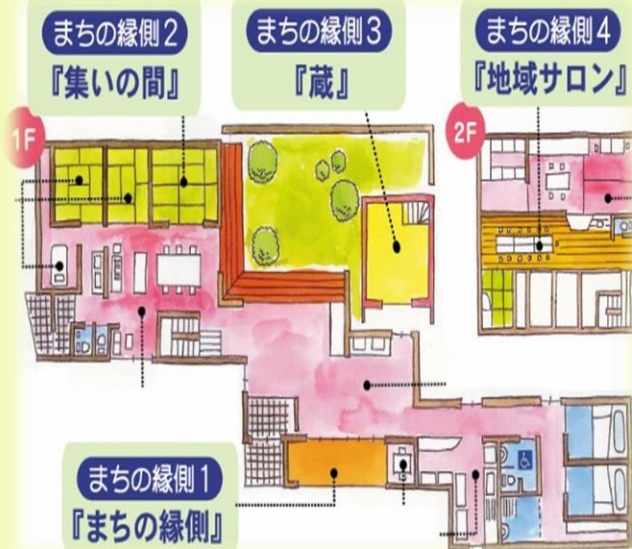 まちの縁側2
『集いの間』
まちの縁側3
『蔵』
まちの縁側4
『地域サロン』
1F
2F
まちの縁側1
『まちの縁側』